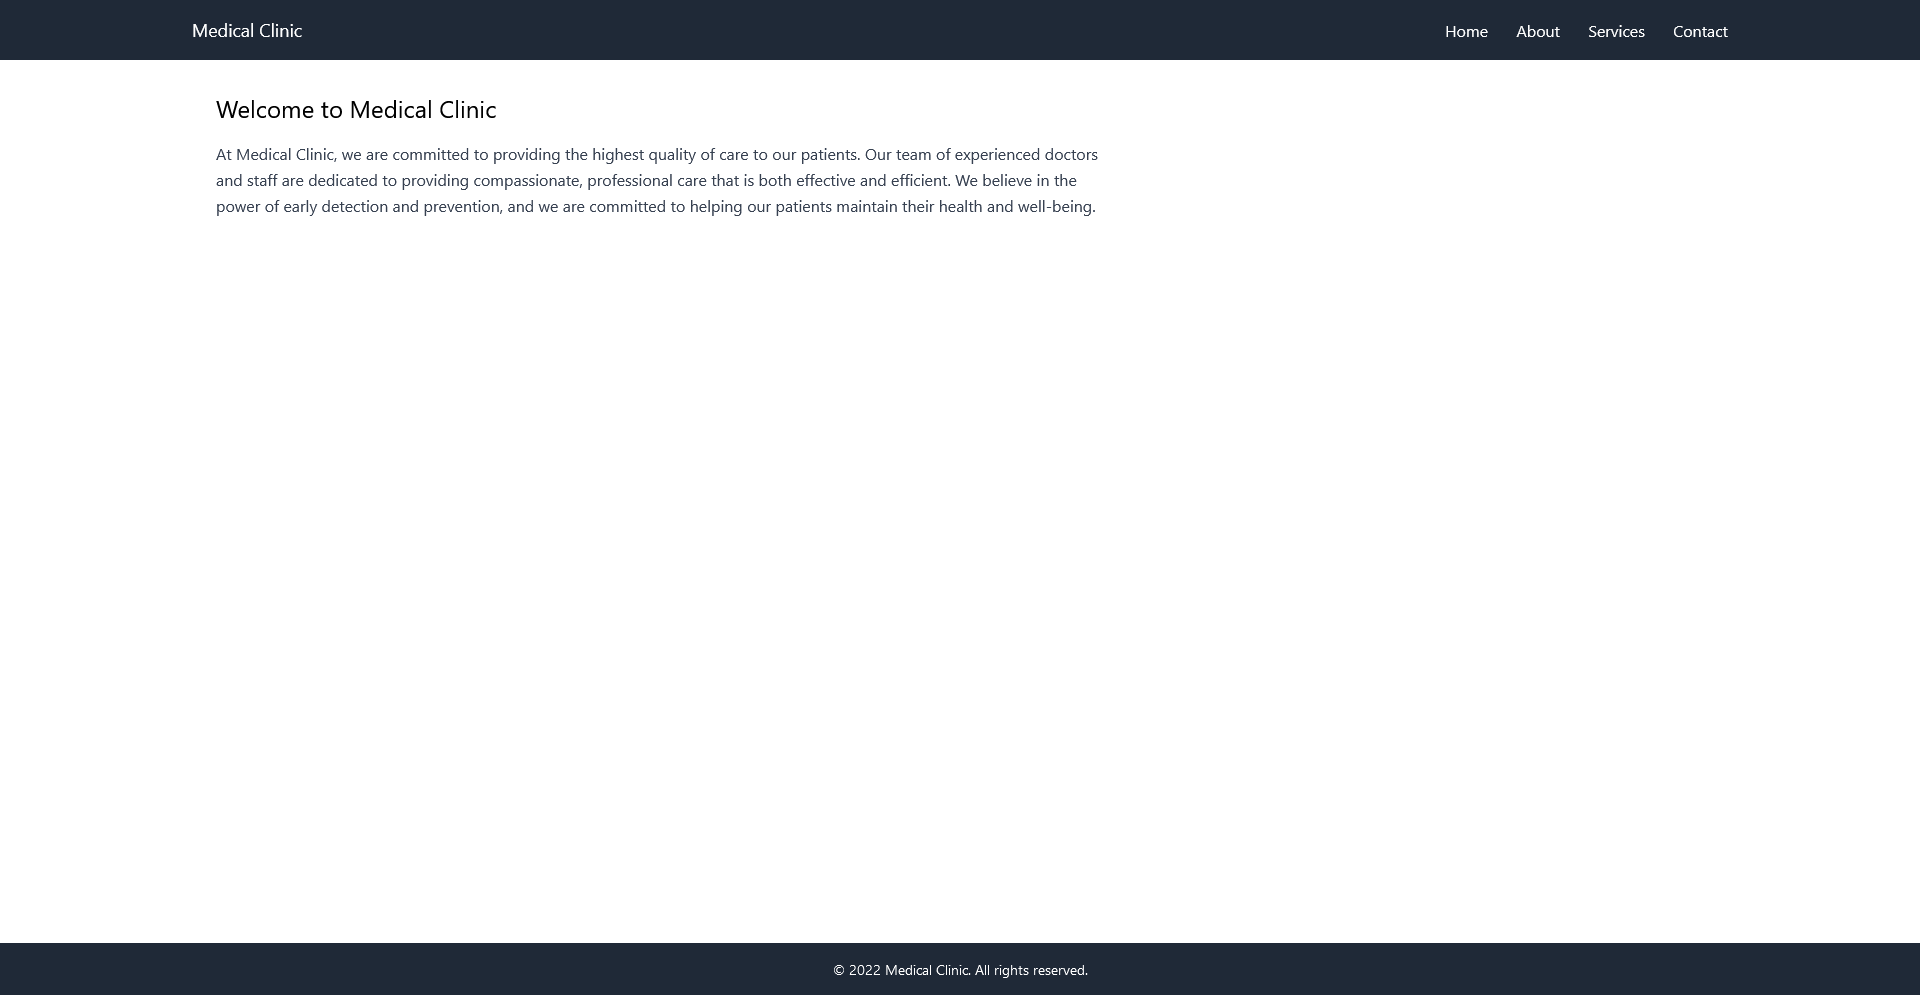 Medical Clinic
Home About Services Contact
Welcome to Medical Clinic
At Medical Clinic, we are committed to providing the highest quality of care to our patients. Our team of experienced doctors
and staff are dedicated to providing compassionate, professional care that is both effective and efficient. We believe in the
power of early detection and prevention, and we are committed to helping our patients maintain their health and well-being.
© 2022 Medical Clinic. All rights reserved.